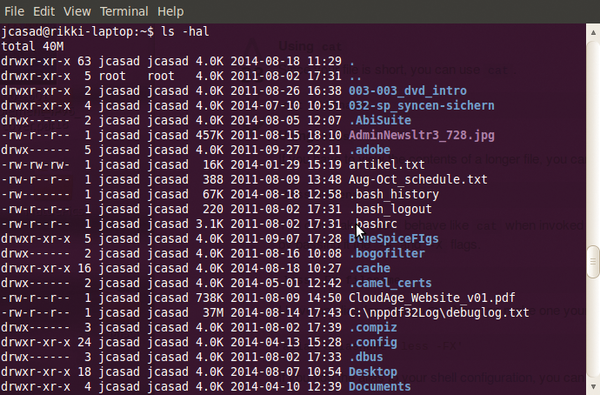 File Edit View Terminal Help
jcasad@rikki-laptop:~$ ls -hal
total 40M
drwxr-xr-x 63 jcasad jcasad 4.0K 2014-08-18 11:29 .
drwxr-xr-x  5 root   root   4.0K 2011-08-02 17:31 ..
drwxr-xr-x  2 jcasad jcasad 4.0K 2011-08-26 16:38 003-003_dvd_intro
drwxr-xr-x  4 jcasad jcasad 4.0K 2014-07-10 10:51 032-sp_syncen-sichern
drwx------  2 jcasad jcasad 4.0K 2014-08-05 12:07 .AbiSuite
-rw-r--r--  1 jcasad jcasad 457K 2011-08-15 18:10 AdminNewsltr3_728.jpg
drwx------  5 jcasad jcasad 4.0K 2011-09-27 22:11 .adobe
-rw-rw-rw-  1 jcasad jcasad  16K 2014-01-29 15:19 artikel.txt
-rw-r--r--  1 jcasad jcasad  388 2011-08-09 13:48 Aug-Oct_schedule.txt
-rw-------  1 jcasad jcasad  67K 2014-08-18 12:58 .bash_history
-rw-r--r--  1 jcasad jcasad  220 2011-08-02 17:31 .bash_logout
-rw-r--r--  1 jcasad jcasad 3.1K 2011-08-02 17:31 .bashrc
drwxr-xr-x  5 jcasad jcasad 4.0K 2011-09-07 17:28 BlueSpiceFIgs
drwx------  2 jcasad jcasad 4.0K 2011-08-16 10:08 .bogofilter
drwxr-xr-x 16 jcasad jcasad 4.0K 2014-08-18 10:27 .cache
drwx------  2 jcasad jcasad 4.0K 2014-05-01 12:42 .camel_certs
-rw-r--r--  1 jcasad jcasad 738K 2011-08-09 14:50 CloudAge_Website_v01.pdf
-rw-r--r--  1 jcasad jcasad  37M 2014-08-14 17:43 C:\nppdf32Log\debuglog.txt
drwx------  3 jcasad jcasad 4.0K 2011-08-02 17:39 .compiz
drwxr-xr-x 24 jcasad jcasad 4.0K 2014-04-13 15:28 .config
drwx------  3 jcasad jcasad 4.0K 2011-08-02 17:33 .dbus
drwxr-xr-x 18 jcasad jcasad 4.0K 2014-08-07 10:54 Desktop
drwxr-xr-x  4 jcasad jcasad 4.0K 2014-04-10 12:39 Documents